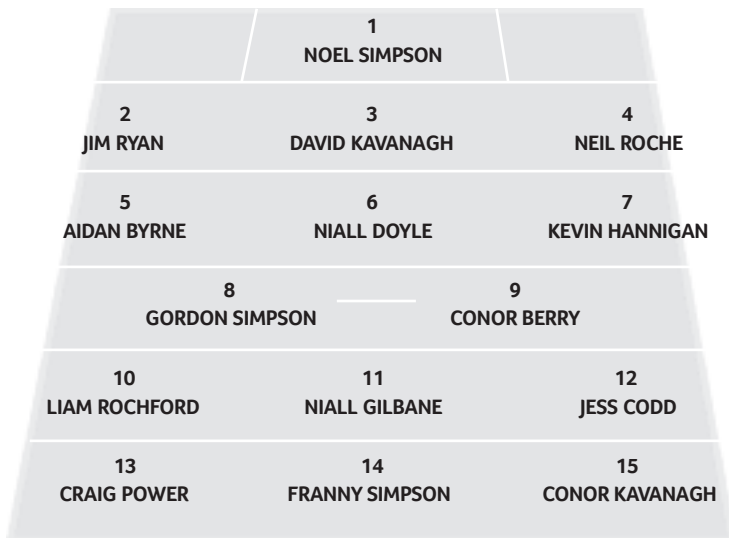 1
NOEL SIMPSON
2 3 4
JIM RYAN DAVID KAVANAGH NEIL ROCHE
5 6 7
AIDAN BYRNE NIALL DOYLE KEVIN HANNIGAN
8 9
GORDON SIMPSON CONOR BERRY
10 11 12
LIAM ROCHFORD NIALL GILBANE JESS CODD
13 14 15
CRAIG POWER FRANNY SIMPSON CONOR KAVANAGH